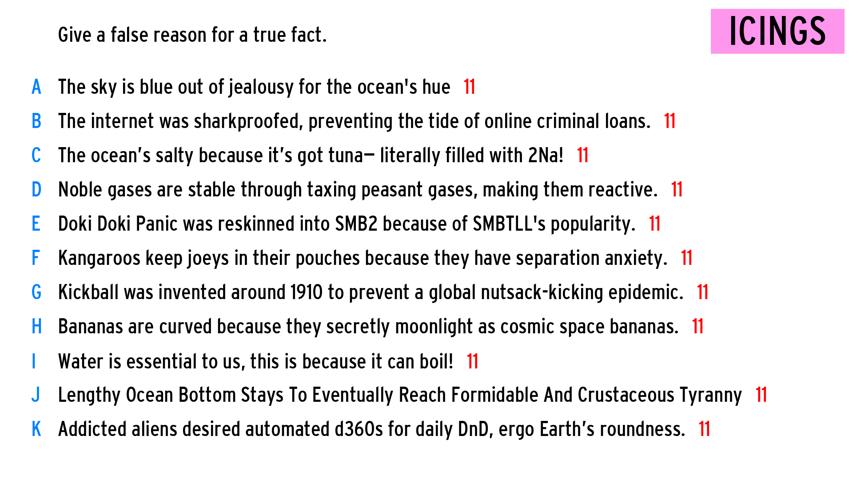 Give a false reason for a true fact.
ICINGS
A The sky is blue out of jealousy for the ocean's hue 11
B The internet was sharkproofed, preventing the tide of online criminal loans. 11
C The ocean’s salty because it’s got tuna– literally filled with 2Na! 11
D Noble gases are stable through taxing peasant gases, making them reactive. 11
E Doki Doki Panic was reskinned into SMB2 because of SMBTLL's popularity. 11
F Kangaroos keep joeys in their pouches because they have separation anxiety. 11
G Kickball was invented around 1910 to prevent a global nutsack-kicking epidemic. 11
H Bananas are curved because they secretly moonlight as cosmic space bananas. 11
I Water is essential to us, this is because it can boil! 11
J Lengthy Ocean Bottom Stays To Eventually Reach Formidable And Crustaceous Tyranny 11
K Addicted aliens desired automated d360s for daily DnD, ergo Earth’s roundness. 11